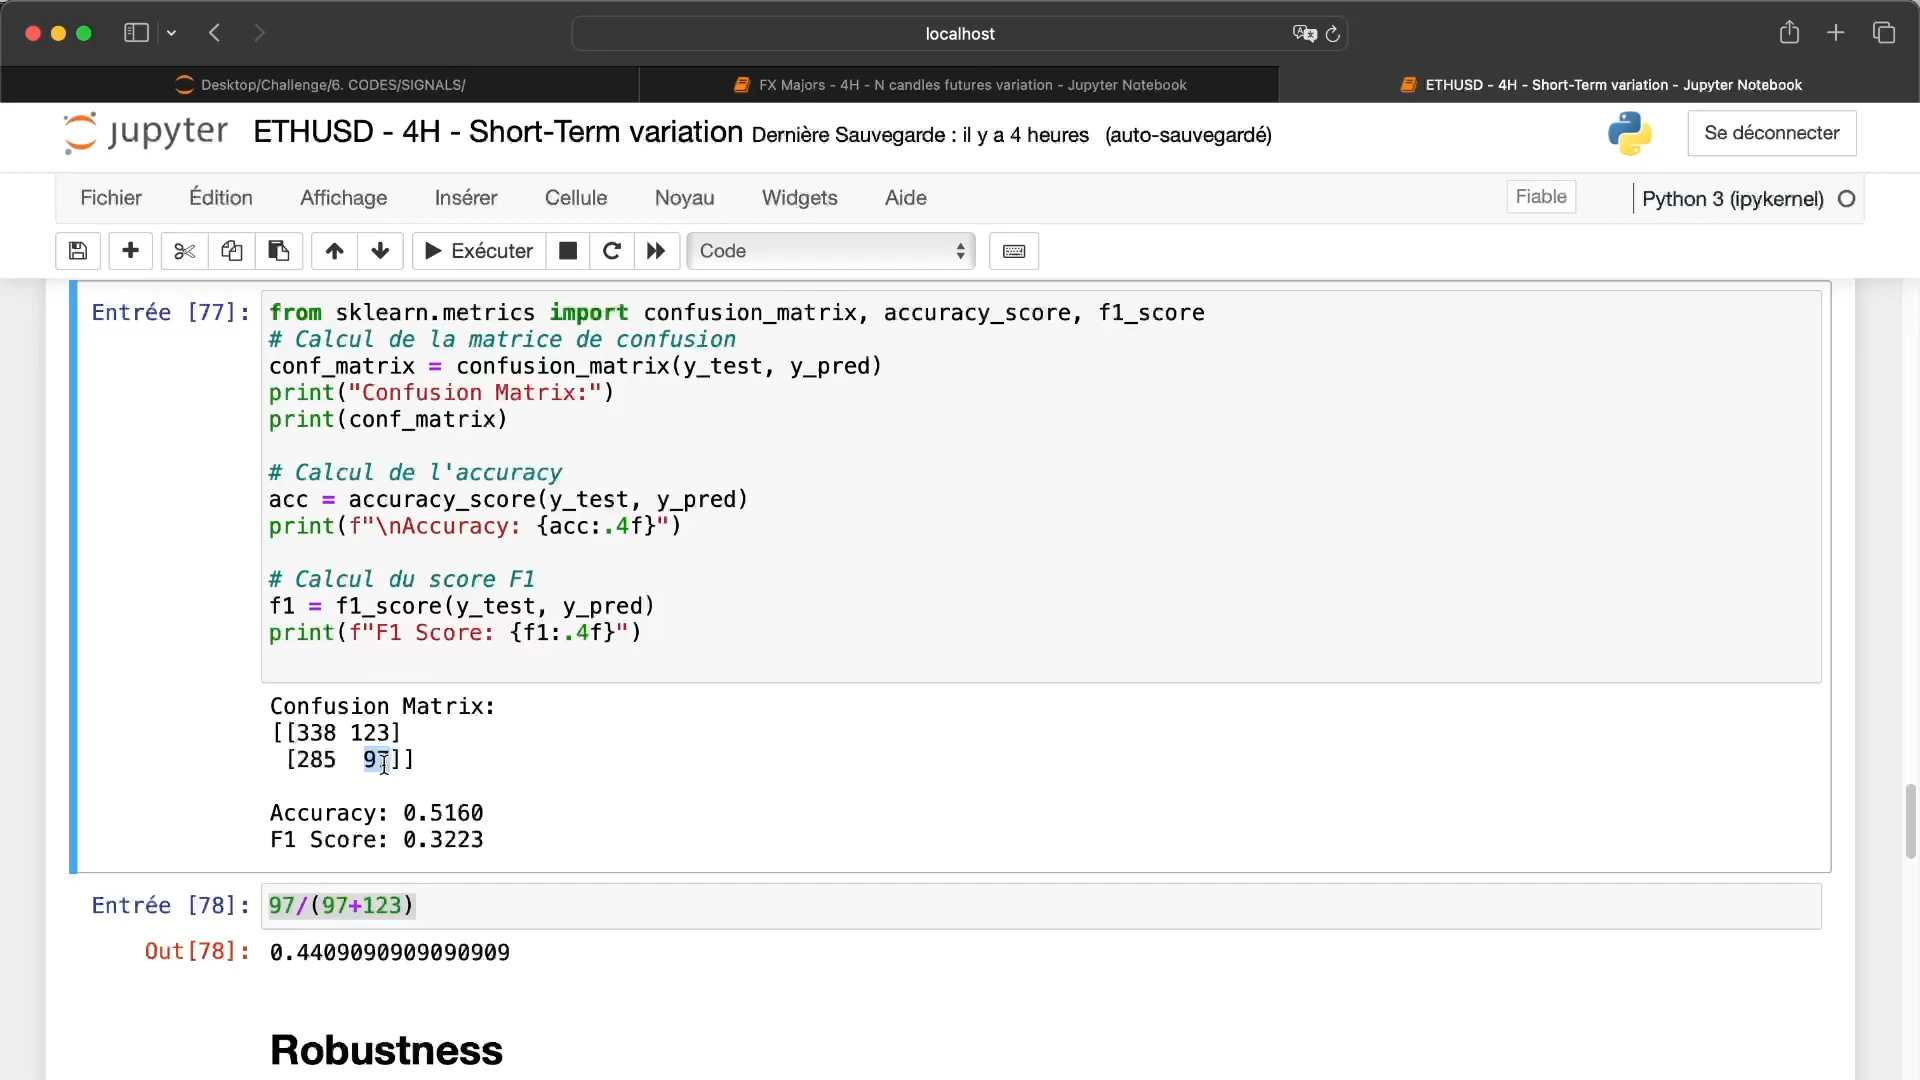 localhost
Desktop/Challenge/6. CODES/SIGNALS/
FX Majors - 4H - N candles futures variation - Jupyter Notebook
ETHUSD - 4H - Short-Term variation - Jupyter Notebook
jupyter ETHUSD - 4H - Short-Term variation Dernière Sauvegarde : il y a 4 heures (auto-sauvegardé)
Se déconnecter
Fichier Édition Affichage Insérer Cellule Noyau Widgets Aide
Fiable
Python 3 (ipykernel)
Exécuter
Code
Entrée [77]:
from sklearn.metrics import confusion_matrix, accuracy_score, f1_score
# Calcul de la matrice de confusion
conf_matrix = confusion_matrix(y_test, y_pred)
print("Confusion Matrix:")
print(conf_matrix)
# Calcul de l'accuracy
acc = accuracy_score(y_test, y_pred)
print(f"\nAccuracy: {acc:.4f}")
# Calcul du score F1
f1 = f1_score(y_test, y_pred)
print(f"F1 Score: {f1:.4f}")
Confusion Matrix:
[[338 123]
[285 97]]
Accuracy: 0.5160
F1 Score: 0.3223
Entrée [78]: 97/(97+123)
Out[78]: 0.4409090909090909
Robustness